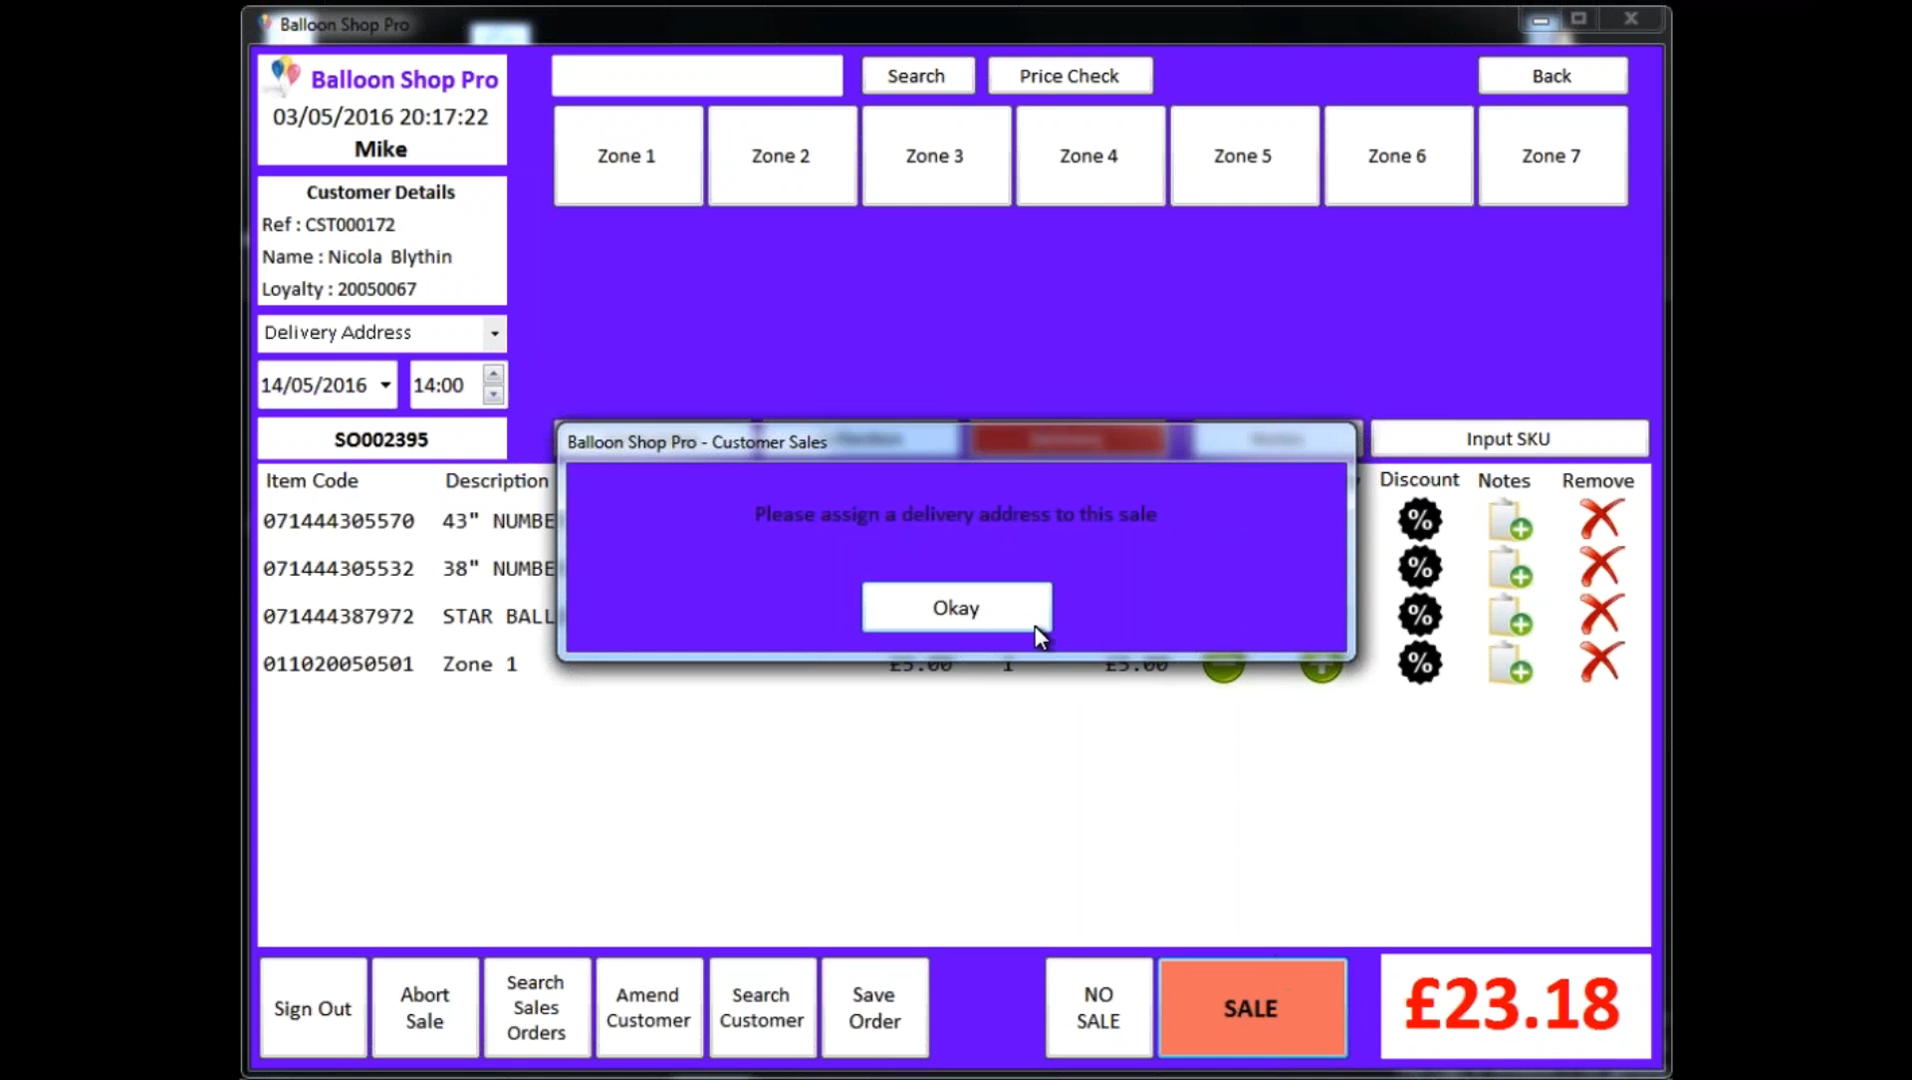 Balloon Shop Pro
Balloon Shop Pro
03/05/2016 20:17:22
Mike
Search
Price Check
Back
Zone 1
Zone 2
Zone 3
Zone 4
Zone 5
Zone 6
Zone 7
Customer Details
Ref : CST000172
Name : Nicola Blythin
Loyalty : 20050067
Delivery Address
14/05/2016
14:00
SO002395
Balloon Shop Pro - Customer Sales
Input SKU
Please assign a delivery address to this sale
Okay
Item Code Description Discount Notes Remove
071444305570 43" NUMBE
071444305532 38" NUMBE
071444387972 STAR BALL
011020050501 Zone 1 £5.00 1 £5.00
Sign Out
Abort
Sale
Search
Sales
Orders
Amend
Customer
Search
Customer
Save
Order
NO
SALE
SALE
£23.18